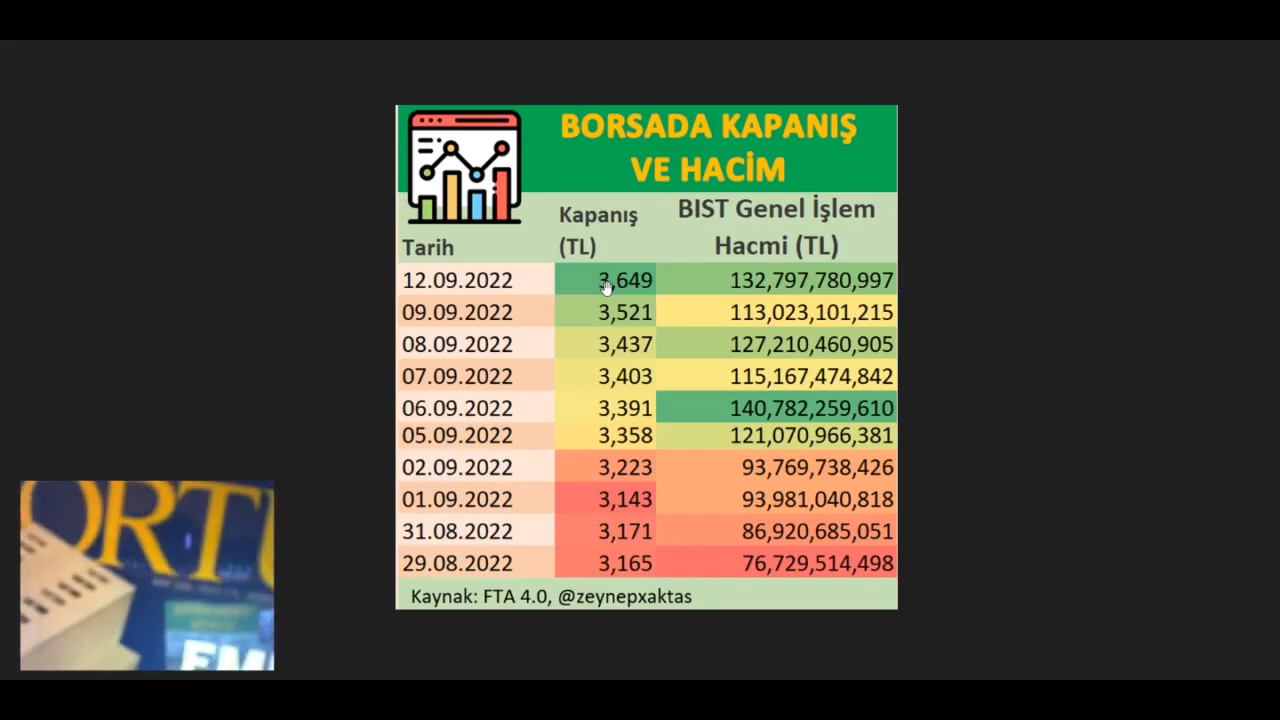 BORSADA KAPANIŞ
VE HACİM
Tarih Kapanış (TL) BIST Genel İşlem Hacmi (TL)
12.09.2022 3,649 132,797,780,997
09.09.2022 3,521 113,023,101,215
08.09.2022 3,437 127,210,460,905
07.09.2022 3,403 115,167,474,842
06.09.2022 3,391 140,782,259,610
05.09.2022 3,358 121,070,966,381
02.09.2022 3,223 93,769,738,426
01.09.2022 3,143 93,981,040,818
31.08.2022 3,171 86,920,685,051
29.08.2022 3,165 76,729,514,498
Kaynak: FTA 4.0, @zeynepxaktas
ORTU